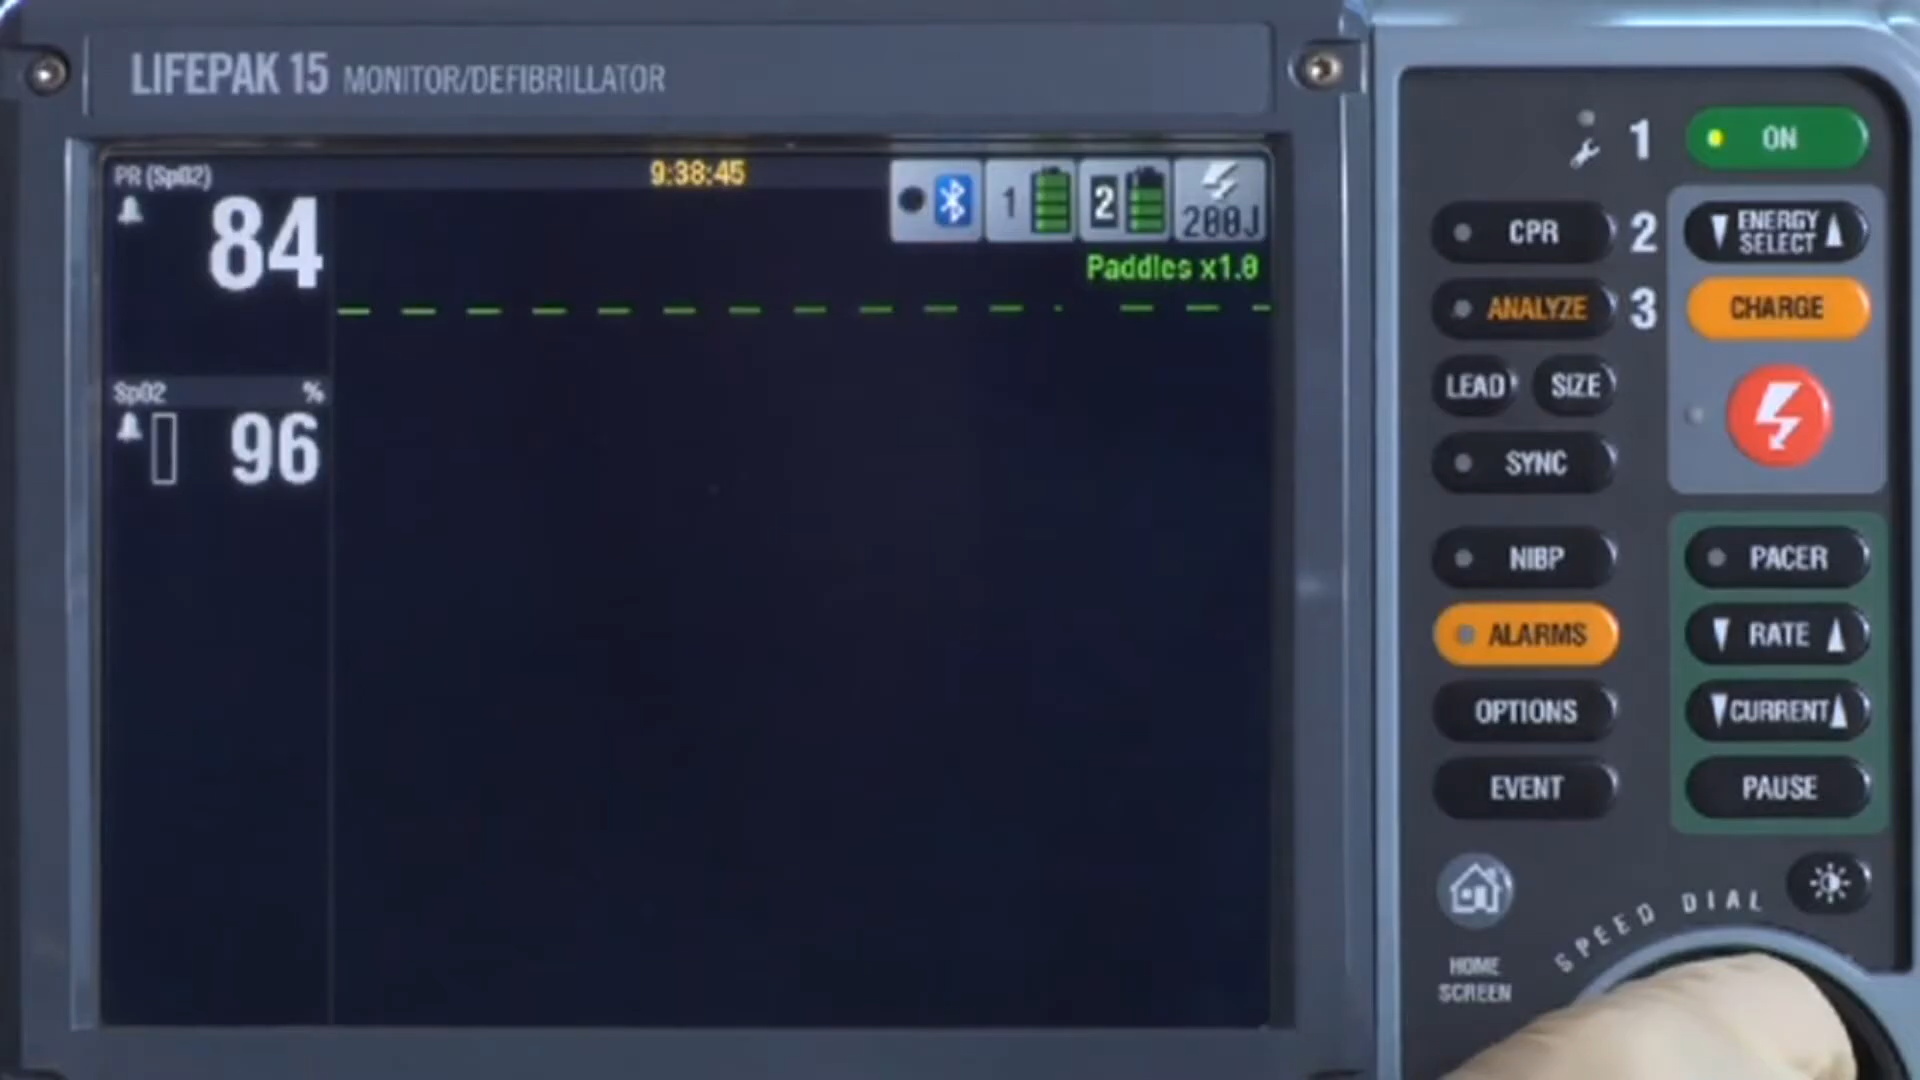 LIFEPAK 15 MONITOR/DEFIBRILLATOR
PR (SpO2)
84
9:38:45
1
2
200J
Paddles x1.0
SpO2 %
96
1 ON
CPR 2
ENERGY
SELECT
ANALYZE 3
CHARGE
LEAD SIZE
SYNC
NIBP
PACER
ALARMS
RATE
OPTIONS
CURRENT
EVENT
PAUSE
SPEED DIAL
HOME
SCREEN